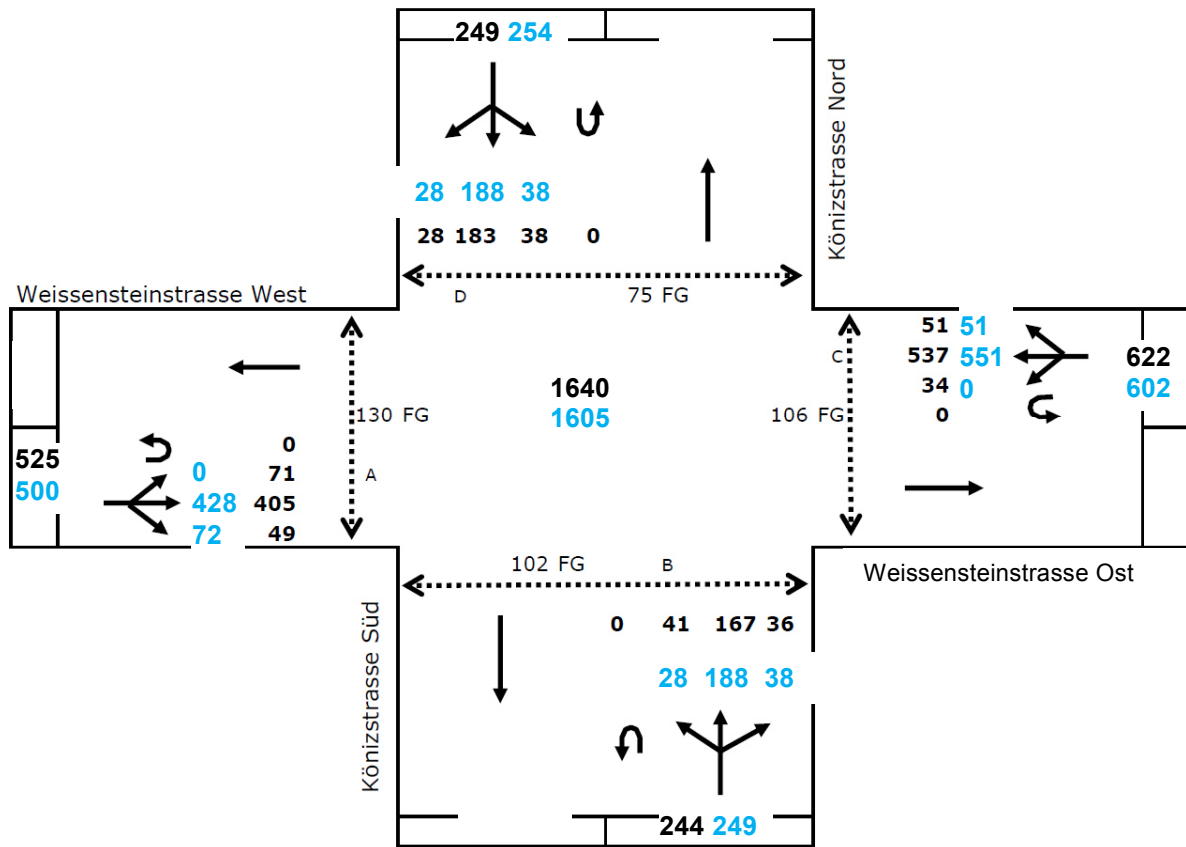 249 254
Könizstrasse Nord
28 188 38
28 183 38 0
D 75 FG
Weissensteinstrasse West
51 51
537 551
34 0
0
C
622
602
1640
1605
130 FG
A
106 FG
525
500
0
0 71
428 405
72 49
102 FG B
Weissensteinstrasse Ost
Könizstrasse Süd
0 41 167 36
28 188 38
244 249